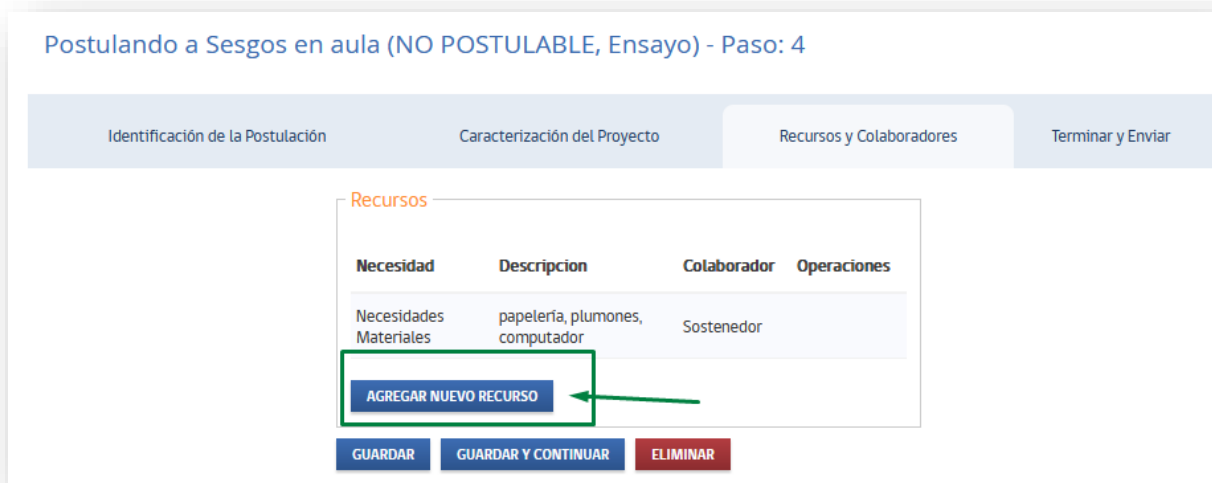 Postulando a Sesgos en aula (NO POSTULABLE, Ensayo) - Paso: 4
Identificación de la Postulación Caracterización del Proyecto Recursos y Colaboradores Terminar y Enviar
Recursos
Necesidad Descripcion Colaborador Operaciones
Necesidades Materiales papelería, plumones, computador Sostenedor
AGREGAR NUEVO RECURSO
GUARDAR GUARDAR Y CONTINUAR ELIMINAR